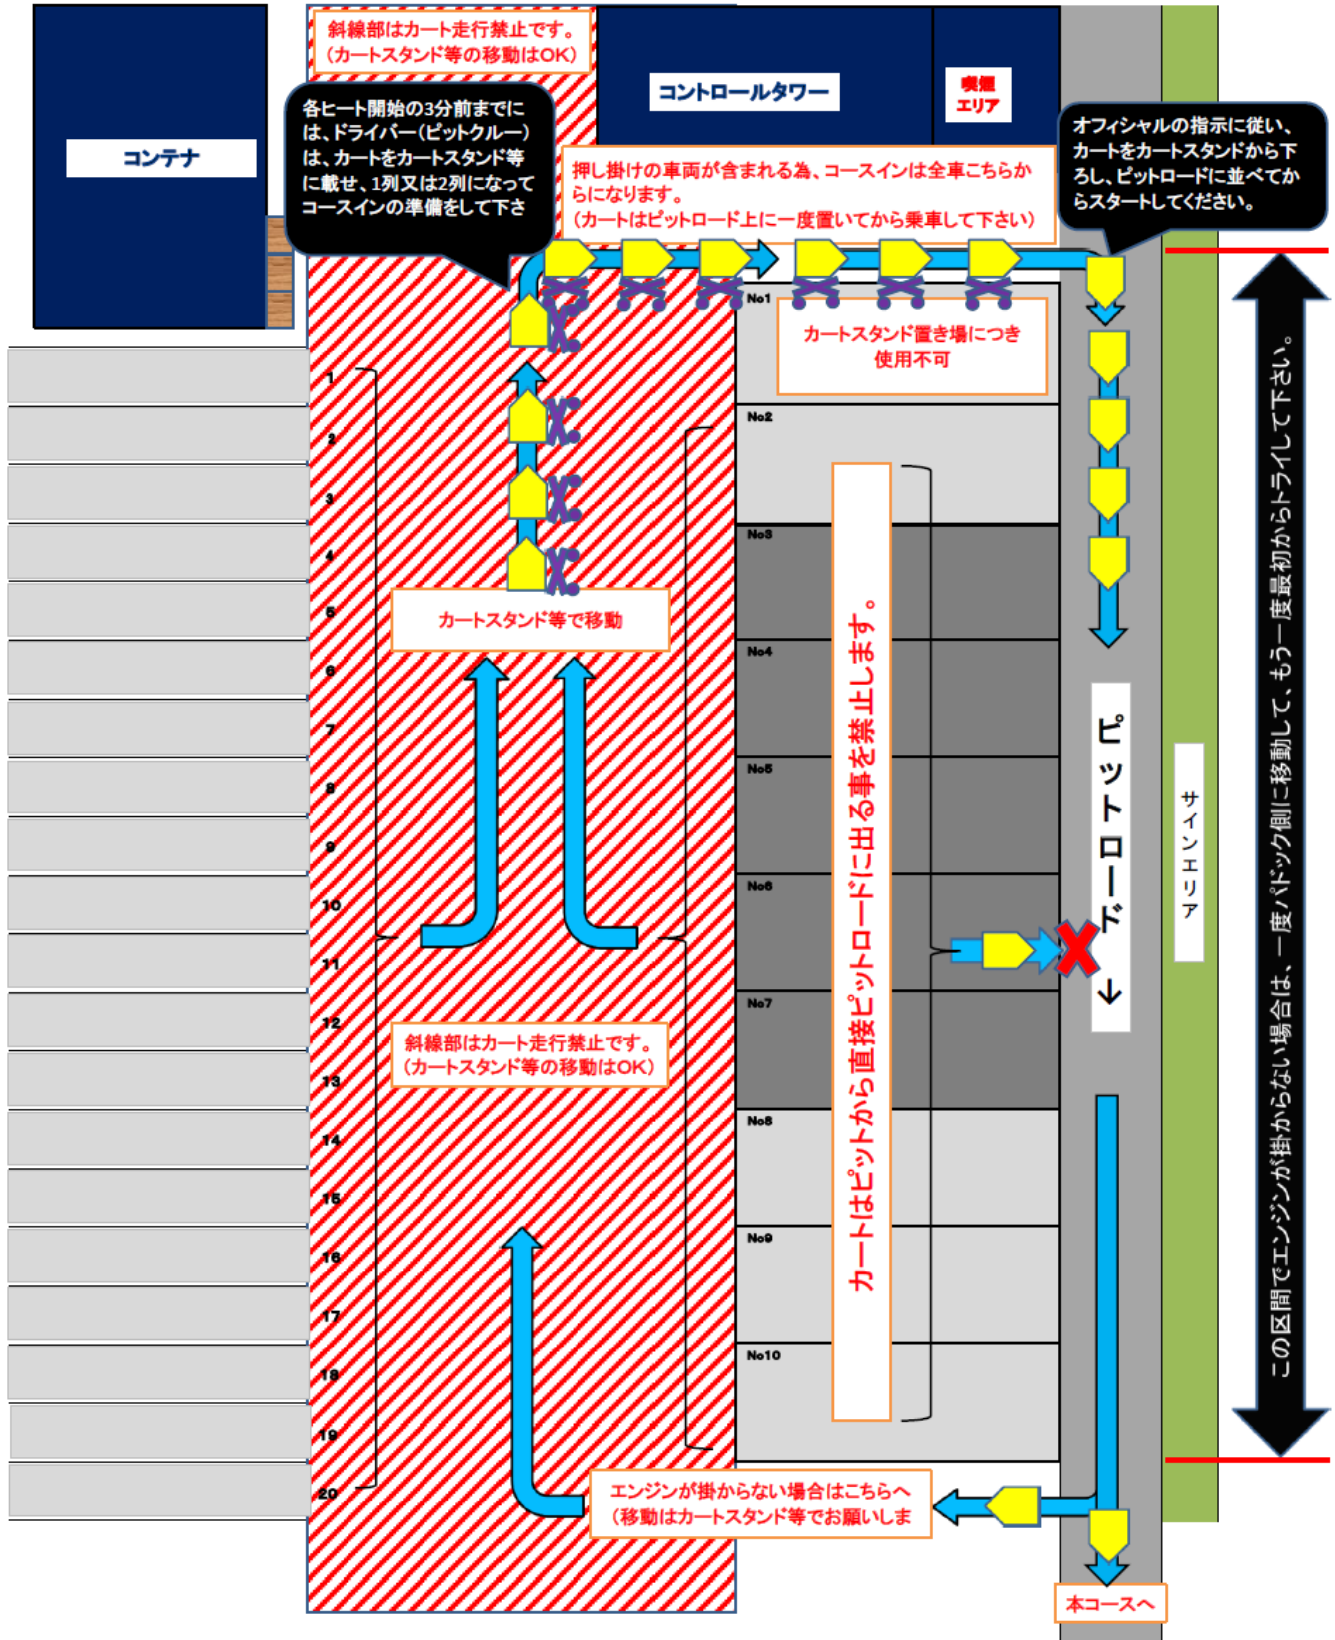 斜線部はカート走行禁止です。
(カートスタンド等の移動はOK)
コンテナ
コントロールタワー
喫煙
エリア
各ヒート開始の3分前までに
は、ドライバー(ピットクルー)
は、カートをカートスタンド等
に載せ、1列又は2列になって
コースインの準備をして下さ
押し掛けの車両が含まれる為、コースインは全車こちらか
らになります。
(カートはピットロード上に一度置いてから乗車して下さい)
オフィシャルの指示に従い、
カートをカートスタンドから下
ろし、ピットロードに並べてか
らスタートしてください。
No1
カートスタンド置き場につき
使用不可
No2
No3
No4
No5
No6
No7
No8
No9
No10
1
2
3
4
5
6
7
8
9
10
11
12
13
14
15
16
17
18
19
20
カートスタンド等で移動
斜線部はカート走行禁止です。
(カートスタンド等の移動はOK)
カートはピットから直接ピットロードに出る事を禁止します。
ピットロード ↓
サインエリア
この区間でエンジンが掛からない場合は、一度パドック側に移動して、もう一度最初からトライして下さい。
エンジンが掛からない場合はこちらへ
(移動はカートスタンド等でお願いしま
本コースへ